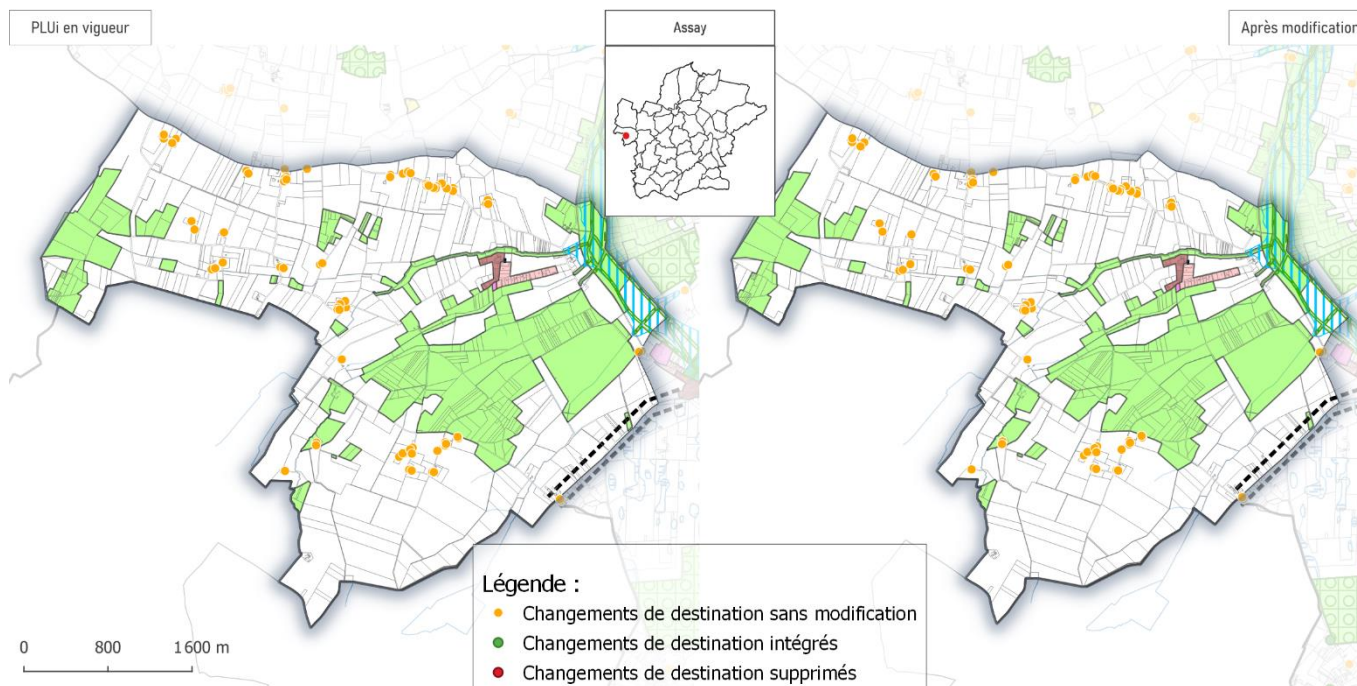 PLUi en vigueur
Assay
Après modification
Légende :
Changements de destination sans modification
Changements de destination intégrés
Changements de destination supprimés
0 800 1600 m